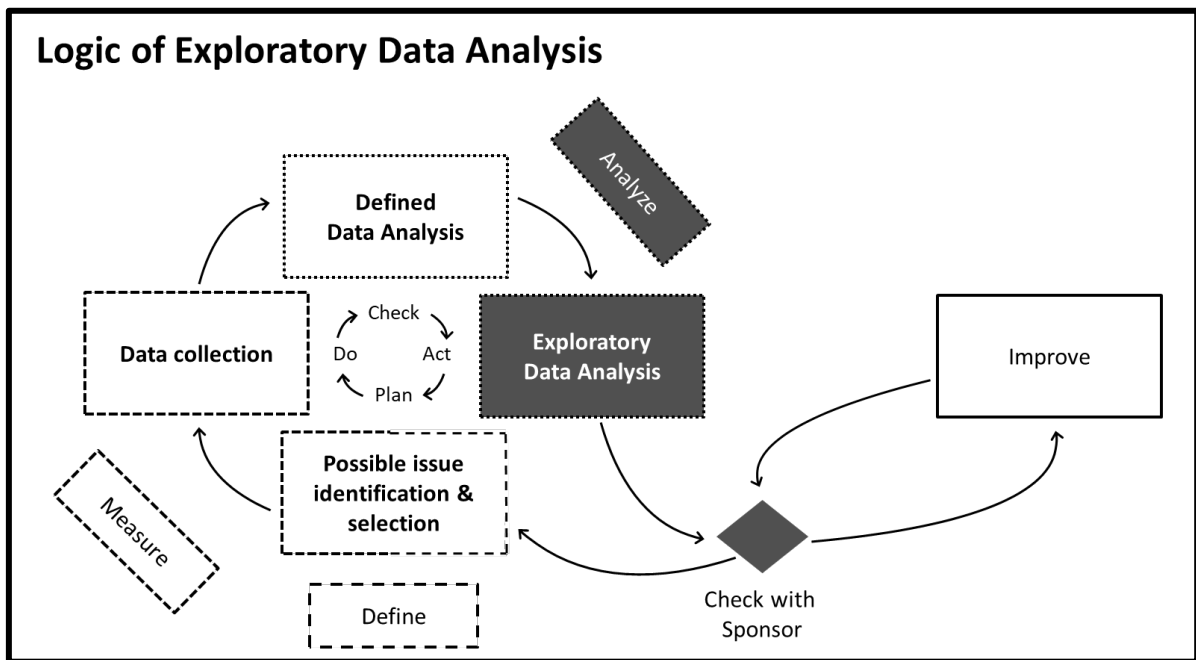 Logic of Exploratory Data Analysis
Analyze
Defined
Data Analysis
Check
Do
Act
Plan
Data collection
Exploratory
Data Analysis
Improve
Possible issue
identification &
selection
Measure
Define
Check with
Sponsor